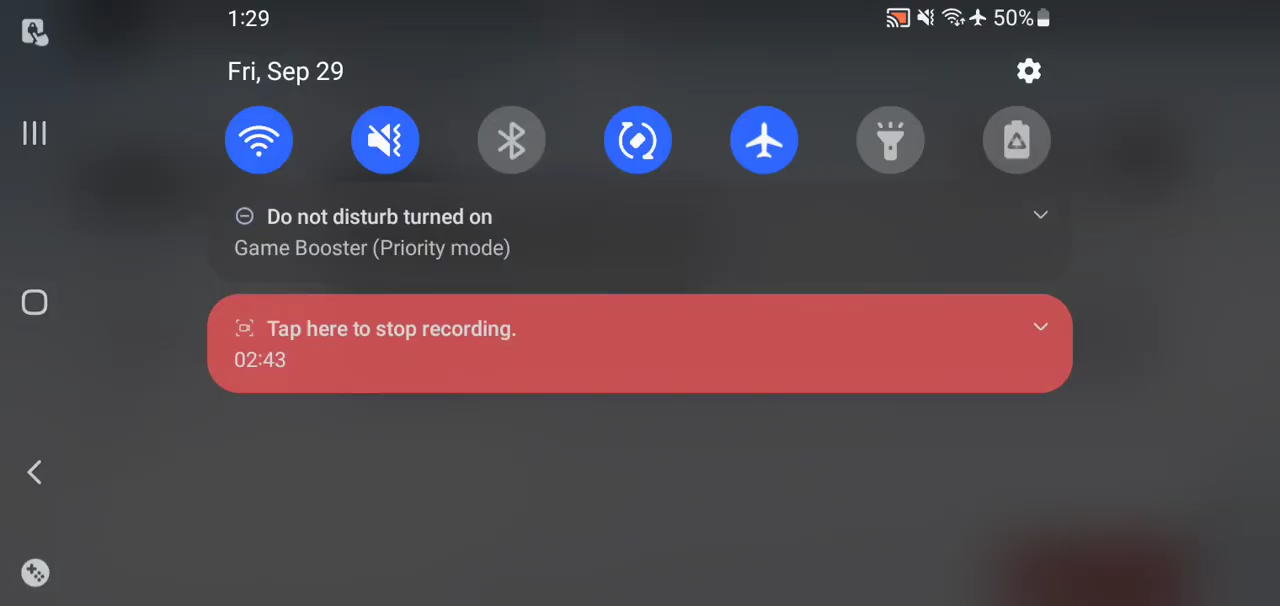 1:29
50%
Fri, Sep 29
Do not disturb turned on
Game Booster (Priority mode)
Tap here to stop recording.
02:43